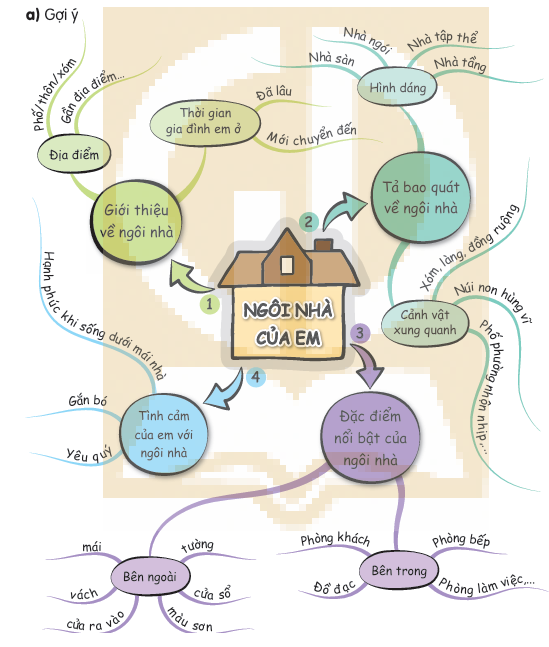 a) Gợi ý
NGÔI NHÀ
CỦA EM
1
Giới thiệu
về ngôi nhà
Địa điểm
Phố/thôn/xóm
Gần địa điểm...
Thời gian
gia đình em ở
Đã lâu
Mới chuyển đến
2
Tả bao quát
về ngôi nhà
Hình dáng
Nhà sàn
Nhà ngói
Nhà tập thể
Nhà tầng
Cảnh vật
xung quanh
Xóm, làng, đồng ruộng
Núi non hùng vĩ
Phố phường nhộn nhịp,...
3
Đặc điểm
nổi bật của
ngôi nhà
Bên ngoài
mái
vách
cửa ra vào
tường
cửa sổ
màu sơn
Bên trong
Phòng khách
Đồ đạc
Phòng bếp
Phòng làm việc,...
4
Tình cảm
của em với
ngôi nhà
Hạnh phúc khi sống dưới mái nhà
Gắn bó
Yêu quý